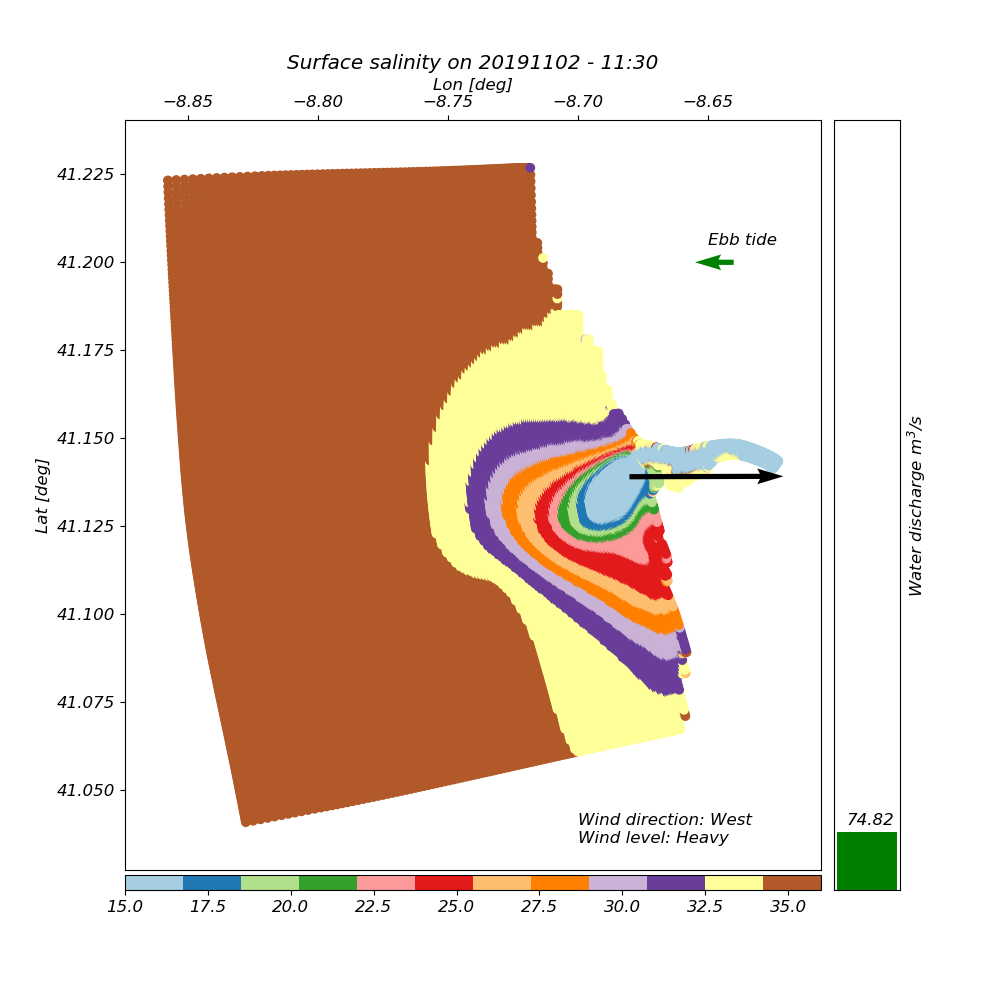 Surface salinity on 20191102 - 11:30
Lon [deg]
−8.85 −8.80 −8.75 −8.70 −8.65
41.225
41.200
41.175
41.150
41.125
41.100
41.075
41.050
Lat [deg]
Ebb tide
Wind direction: West
Wind level: Heavy
74.82
Water discharge m³/s
15.0 17.5 20.0 22.5 25.0 27.5 30.0 32.5 35.0